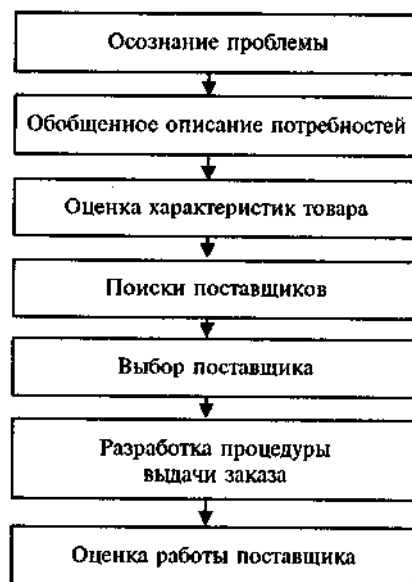 Осознание проблемы
Обобщенное описание потребностей
Оценка характеристик товара
Поиски поставщиков
Выбор поставщика
Разработка процедуры
выдачи заказа
Оценка работы поставщика